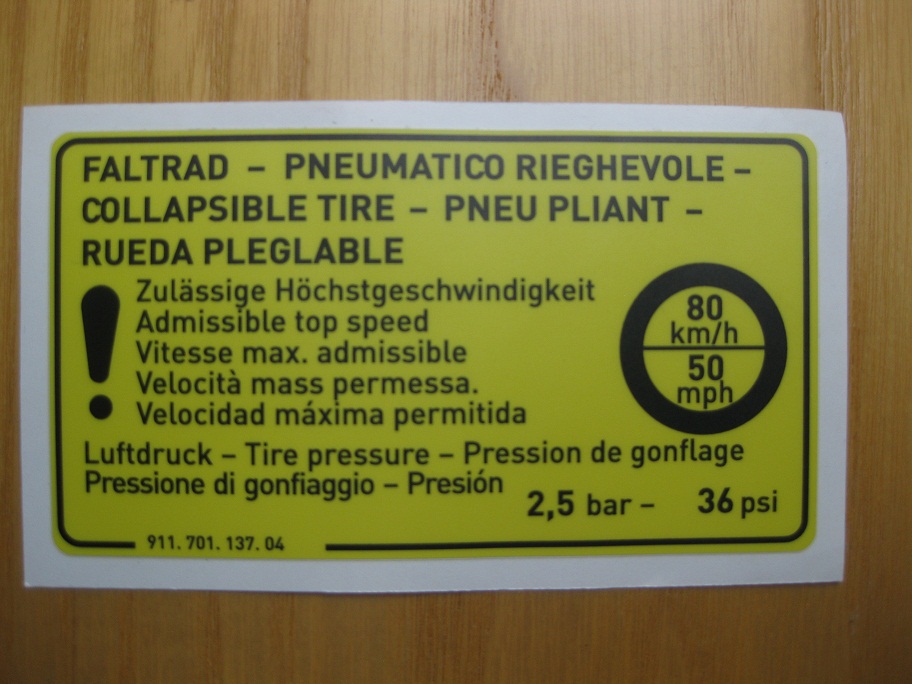 FALTRAD – PNEUMATICO RIEGHEVOLE –
COLLAPSIBLE TIRE – PNEU PLIANT –
RUEDA PLEGLABLE
! Zulässige Höchstgeschwindigkeit
Admissible top speed
Vitesse max. admissible
Velocità mass permessa.
Velocidad máxima permitida
80
km/h
50
mph
Luftdruck – Tire pressure – Pression de gonflage
Pressione di gonfiaggio – Presión
2,5 bar – 36 psi
911. 701. 137. 04